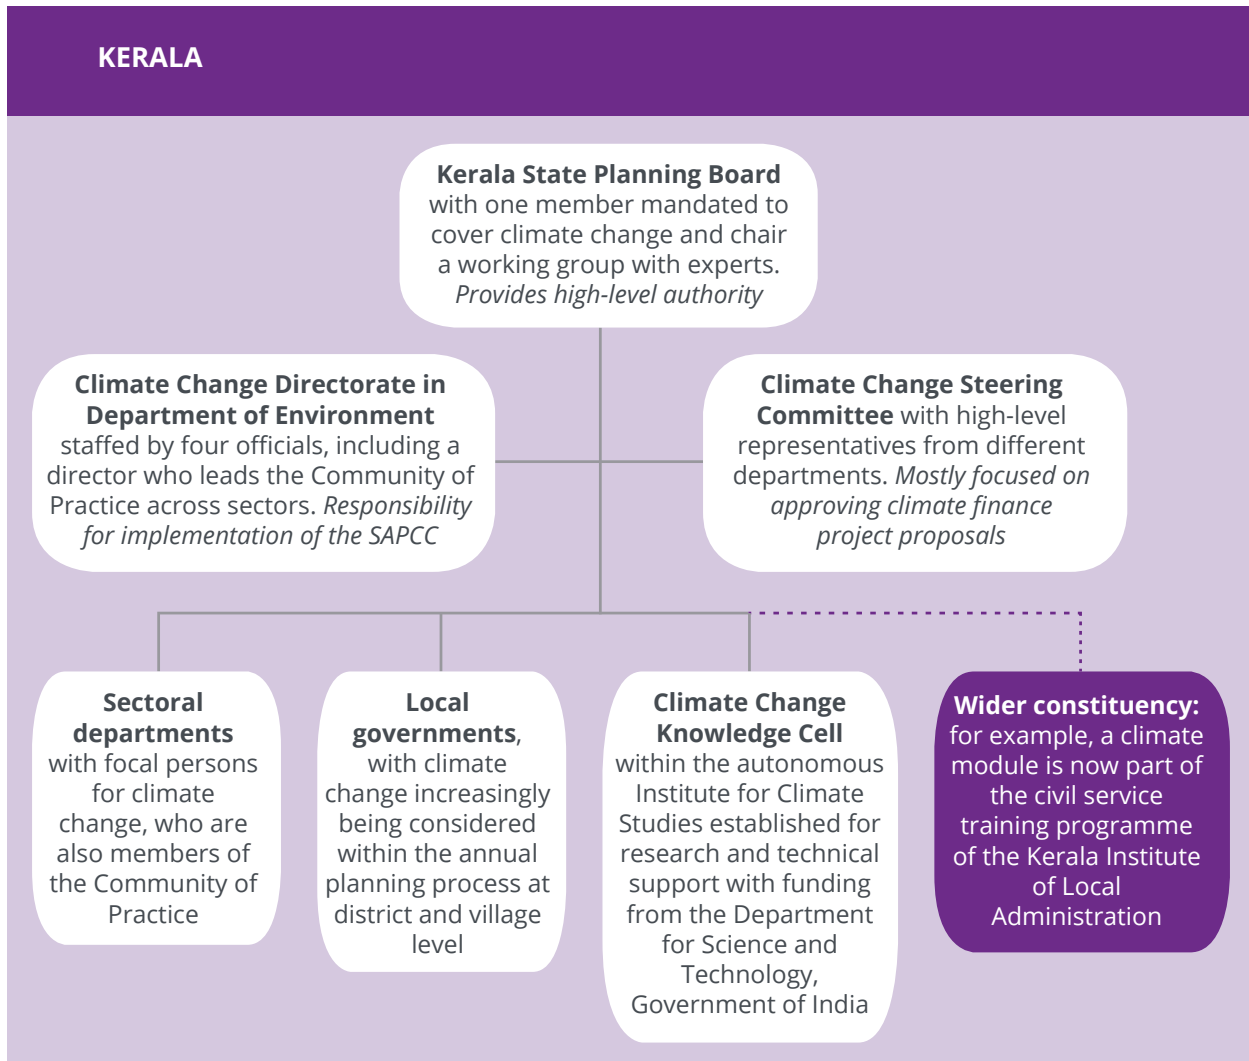 KERALA
Kerala State Planning Board
with one member mandated to
cover climate change and chair
a working group with experts.
Provides high-level authority
Climate Change Directorate in
Department of Environment
staffed by four officials, including a
director who leads the Community of
Practice across sectors. Responsibility
for implementation of the SAPCC
Climate Change Steering
Committee with high-level
representatives from different
departments. Mostly focused on
approving climate finance
project proposals
Sectoral
departments
with focal persons
for climate
change, who are
also members of
the Community of
Practice
Local
governments,
with climate
change increasingly
being considered
within the annual
planning process at
district and village
level
Climate Change
Knowledge Cell
within the autonomous
Institute for Climate
Studies established for
research and technical
support with funding
from the Department
for Science and
Technology,
Government of India
Wider constituency:
for example, a climate
module is now part of
the civil service
training programme
of the Kerala Institute
of Local
Administration